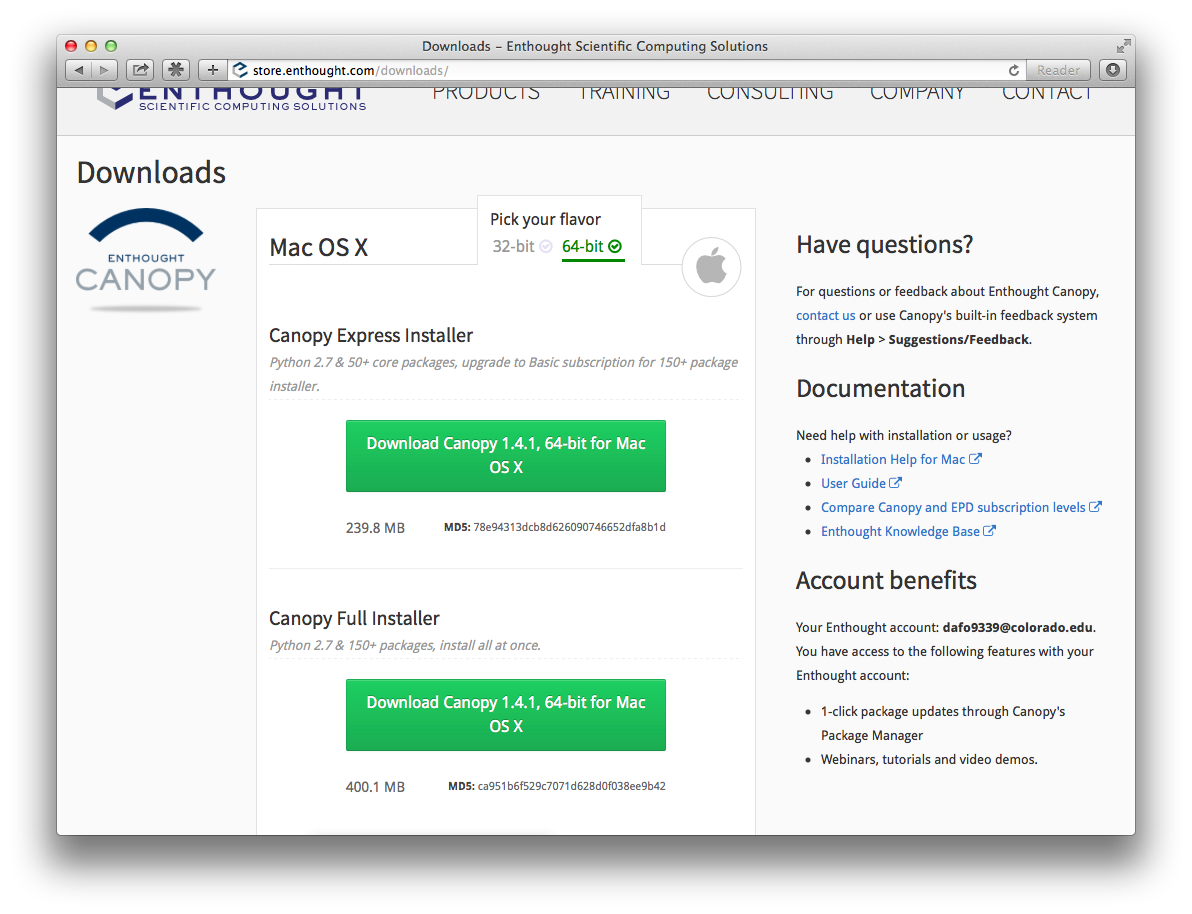 Downloads – Enthought Scientific Computing Solutions
store.enthought.com/downloads/
Reader
ENTHOUGHT
SCIENTIFIC COMPUTING SOLUTIONS
PRODUCTS TRAINING CONSULTING COMPANY CONTACT
Downloads
ENTHOUGHT
CANOPY
Mac OS X
Pick your flavor
32-bit 64-bit
Canopy Express Installer
Python 2.7 & 50+ core packages, upgrade to Basic subscription for 150+ package
installer.
Download Canopy 1.4.1, 64-bit for Mac
OS X
239.8 MB MD5: 78e94313dcb8d626090746652dfa8b1d
Canopy Full Installer
Python 2.7 & 150+ packages, install all at once.
Download Canopy 1.4.1, 64-bit for Mac
OS X
400.1 MB MD5: ca951b6f529c7071d628d0f038ee9b42
Have questions?
For questions or feedback about Enthought Canopy,
contact us or use Canopy's built-in feedback system
through Help > Suggestions/Feedback.
Documentation
Need help with installation or usage?
• Installation Help for Mac
• User Guide
• Compare Canopy and EPD subscription levels
• Enthought Knowledge Base
Account benefits
Your Enthought account: dafo9339@colorado.edu.
You have access to the following features with your
Enthought account:
• 1-click package updates through Canopy's
Package Manager
• Webinars, tutorials and video demos.